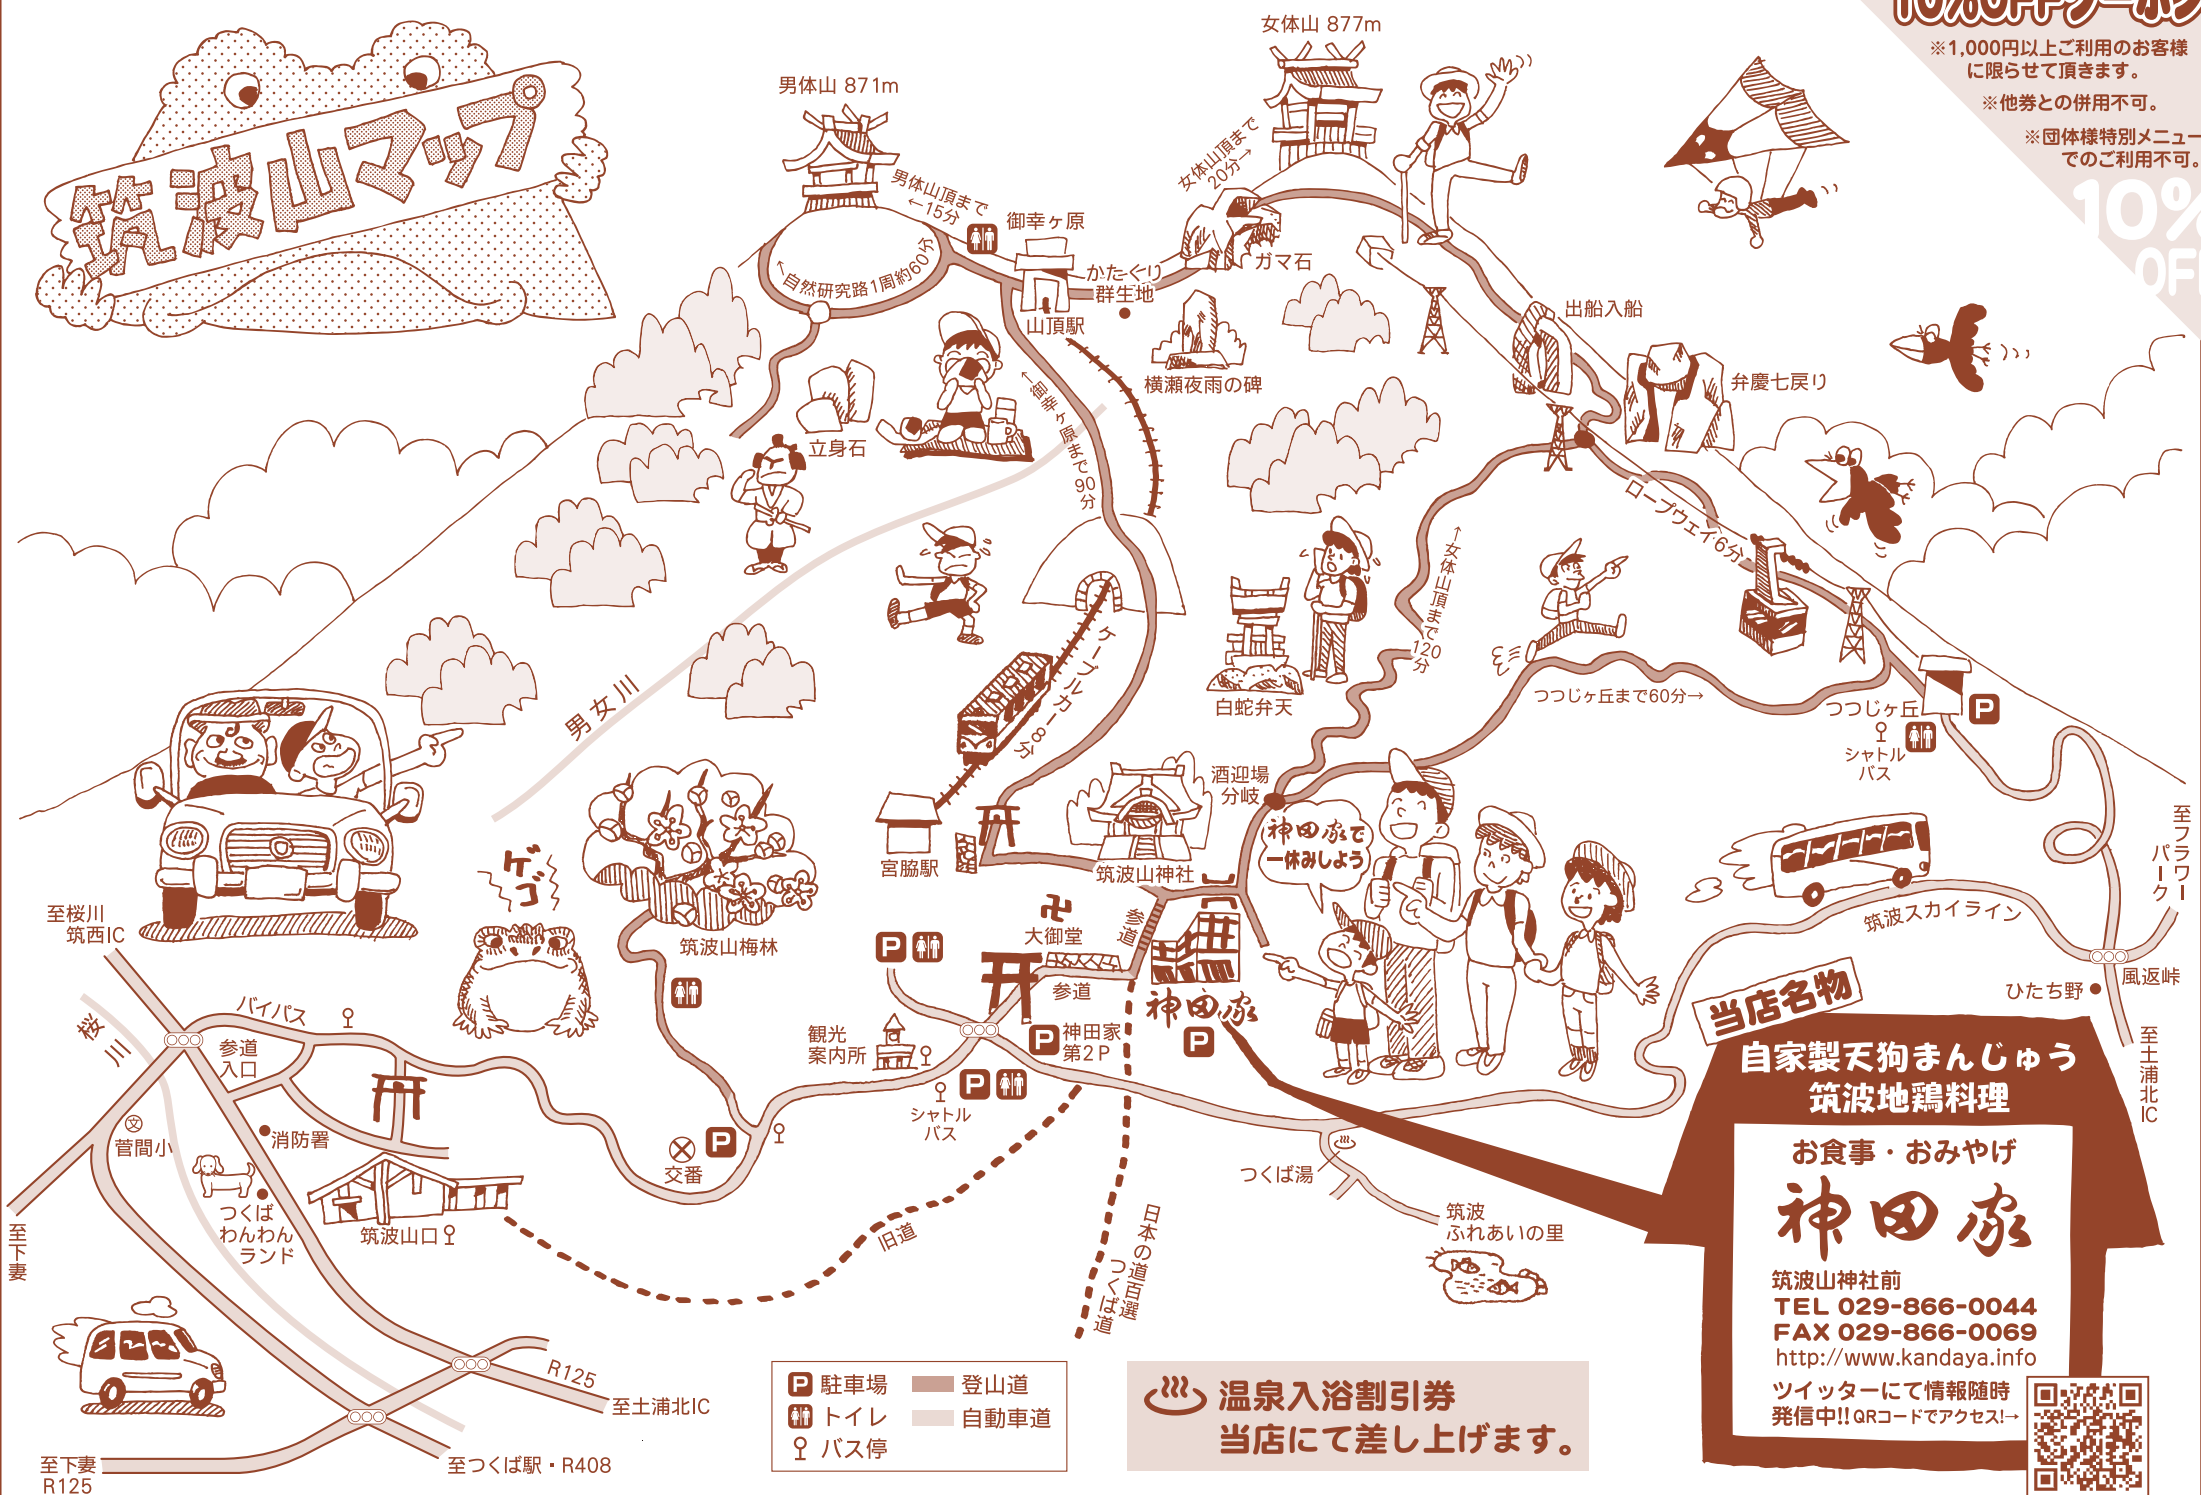 10%OFFクーポン
※1,000円以上ご利用のお客様
に限らせて頂きます。
※他券との併用不可。
※団体様特別メニュー
でのご利用不可。
10%
OFF
筑波山マップ
女体山 877m
男体山 871m
女体山頂まで
20分→
男体山頂まで
←15分
御幸ヶ原
←自然研究路1周約60分
かたくり
群生地
ガマ石
山頂駅
出船入船
横瀬夜雨の碑
弁慶七戻り
立身石
←御幸ヶ原まで90分
ロープウェイ6分
→女体山頂まで120分
ケーブルカー8分
白蛇弁天
つつじヶ丘まで60分→
つつじヶ丘
P
シャトル
バス
男女川
酒迎場
分岐
神田家で
一休みしよう
宮脇駅
筑波山神社
至フラワー
パーク
ゲコ
至桜川
筑西IC
筑波山梅林
卍
大御堂
参道
参道
P
筑波スカイライン
風返峠
ひたち野
至土浦北IC
神田家
P
P
神田家
第2P
観光
案内所
P
シャトル
バス
バイパス
桜川
参道
入口
文
菅間小
消防署
つくば
わんわん
ランド
筑波山口
P
交番
旧道
日本の道百選
つくば道
つくば湯
筑波
ふれあいの里
至下妻
R125
至土浦北IC
至つくば駅・R408
至下妻
R125
P 駐車場
トイレ
バス停
登山道
自動車道
温泉入浴割引券
当店にて差し上げます。
当店名物
自家製天狗まんじゅう
筑波地鶏料理
お食事・おみやげ
神田家
筑波山神社前
TEL 029-866-0044
FAX 029-866-0069
http://www.kandaya.info
ツイッターにて情報随時
発信中!!QRコードでアクセス!→